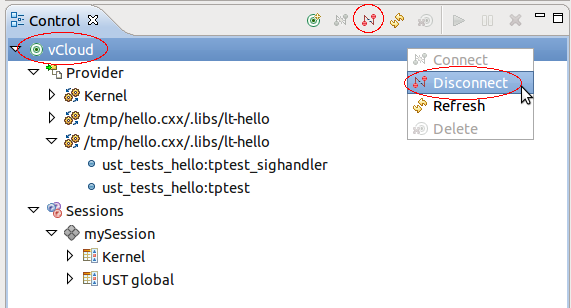 Control
vCloud
Connect
Provider
Disconnect
Kernel
Refresh
/tmp/hello.cxx/.libs/lt-hello
Delete
/tmp/hello.cxx/.libs/lt-hello
ust_tests_hello:tptest_sighandler
ust_tests_hello:tptest
Sessions
mySession
Kernel
UST global